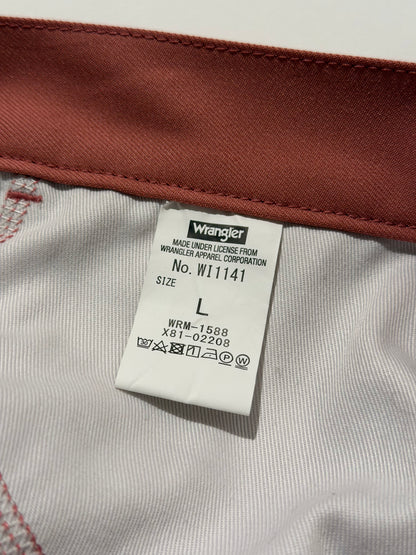 Wrangler
MADE UNDER LICENSE FROM
WRANGLER APPAREL CORPORATION
No. WI1141
SIZE
L
WRM-1588
X81-02208
P W